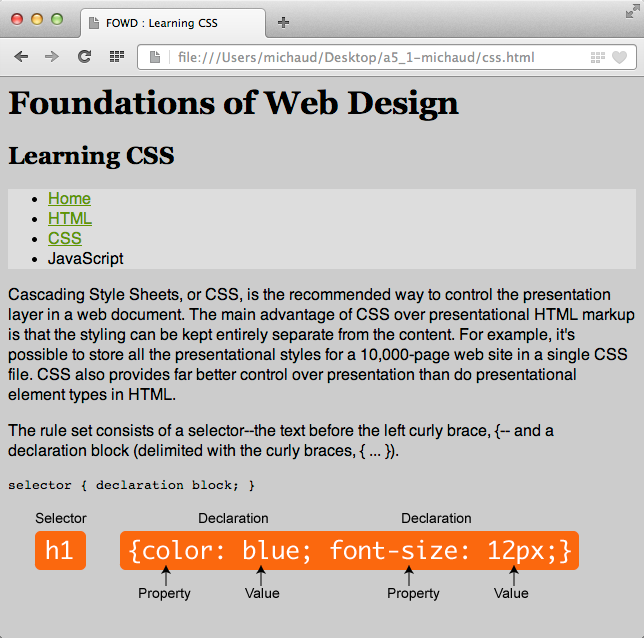 FOWD : Learning CSS
file:///Users/michaud/Desktop/a5_1-michaud/css.html
Foundations of Web Design
Learning CSS
Home
HTML
CSS
JavaScript
Cascading Style Sheets, or CSS, is the recommended way to control the presentation
layer in a web document. The main advantage of CSS over presentational HTML markup
is that the styling can be kept entirely separate from the content. For example, it's
possible to store all the presentational styles for a 10,000-page web site in a single CSS
file. CSS also provides far better control over presentation than do presentational
element types in HTML.
The rule set consists of a selector--the text before the left curly brace, {-- and a
declaration block (delimited with the curly braces, { ... }).
selector { declaration block; }
Selector Declaration Declaration
h1 {color: blue; font-size: 12px;}
Property Value Property Value